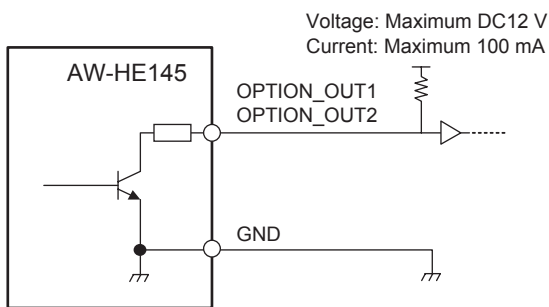 Voltage: Maximum DC12 V
Current: Maximum 100 mA
AW-HE145
OPTION_OUT1
OPTION_OUT2
GND